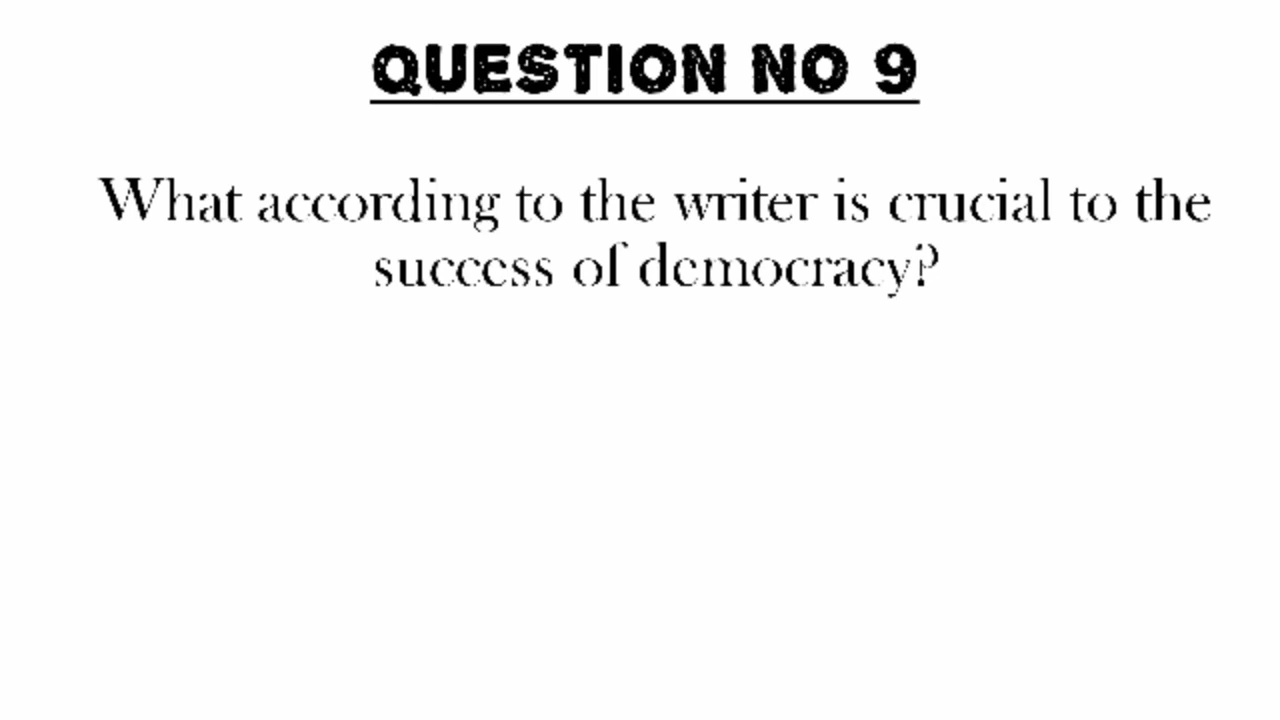 QUESTION NO 9
What according to the writer is crucial to the
success of democracy?